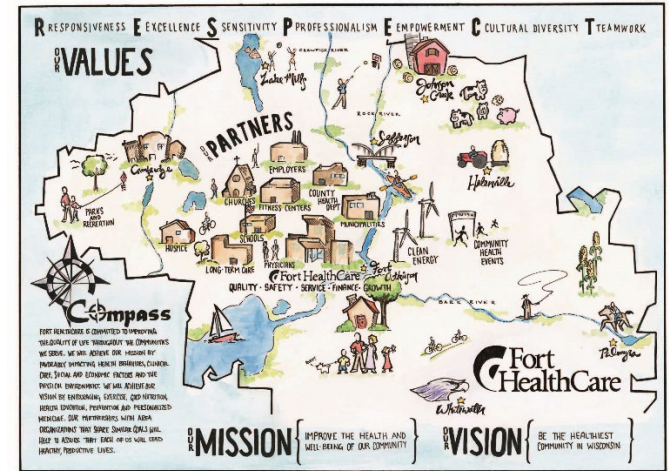 R RESPONSIVENESS E EXCELLENCE S SENSITIVITY P PROFESSIONALISM E EMPOWERMENT C CULTURAL DIVERSITY T TEAMWORK
OUR VALUES
CRAWFISH RIVER
Lake Mills
Johnson Creek
ROCK RIVER
OUR PARTNERS
Jefferson
Cambridge
EMPLOYERS
Helenville
CHURCHES
FITNESS CENTERS
COUNTY HEALTH DEPT
PARKS AND RECREATION
MUNICIPALITIES
HOSPICE
SCHOOLS
CLEAN ENERGY
COMMUNITY HEALTH EVENTS
LONG-TERM CARE
PHYSICIANS
Fort HealthCare
Fort Atkinson
QUALITY · SAFETY · SERVICE · FINANCE · GROWTH
BARK RIVER
Compass
FORT HEALTHCARE IS COMMITTED TO IMPROVING
THE QUALITY OF LIFE THROUGHOUT THE COMMUNITIES
WE SERVE. WE WILL ACHIEVE OUR MISSION BY
FAVORABLY IMPACTING HEALTH BEHAVIORS, CLINICAL
CARE, SOCIAL AND ECONOMIC FACTORS AND THE
PHYSICAL ENVIRONMENT. WE WILL ACHIEVE OUR
VISION BY ENCOURAGING EXERCISE, GOOD NUTRITION,
HEALTH EDUCATION, PREVENTION AND PERSONALIZED
MEDICINE. OUR PARTNERSHIPS WITH AREA
ORGANIZATIONS THAT SHARE SIMILAR GOALS WILL
HELP TO ASSURE THAT EACH OF US WILL LEAD
HEALTHY, PRODUCTIVE LIVES.
Palmyra
Fort
HealthCare
Whitewater
OUR MISSION
IMPROVE THE HEALTH AND
WELL-BEING OF OUR COMMUNITY
OUR VISION
BE THE HEALTHIEST
COMMUNITY IN WISCONSIN